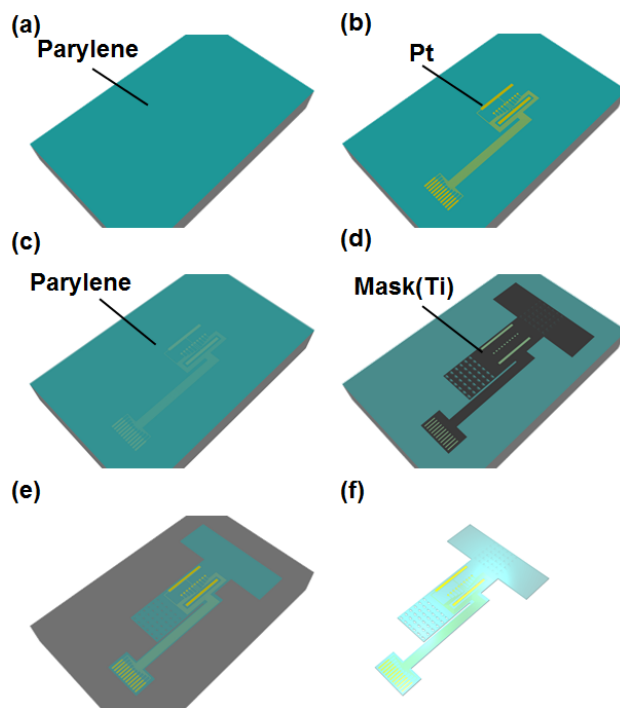 (a)
Parylene
(b)
Pt
(c)
Parylene
(d)
Mask(Ti)
(e)
(f)